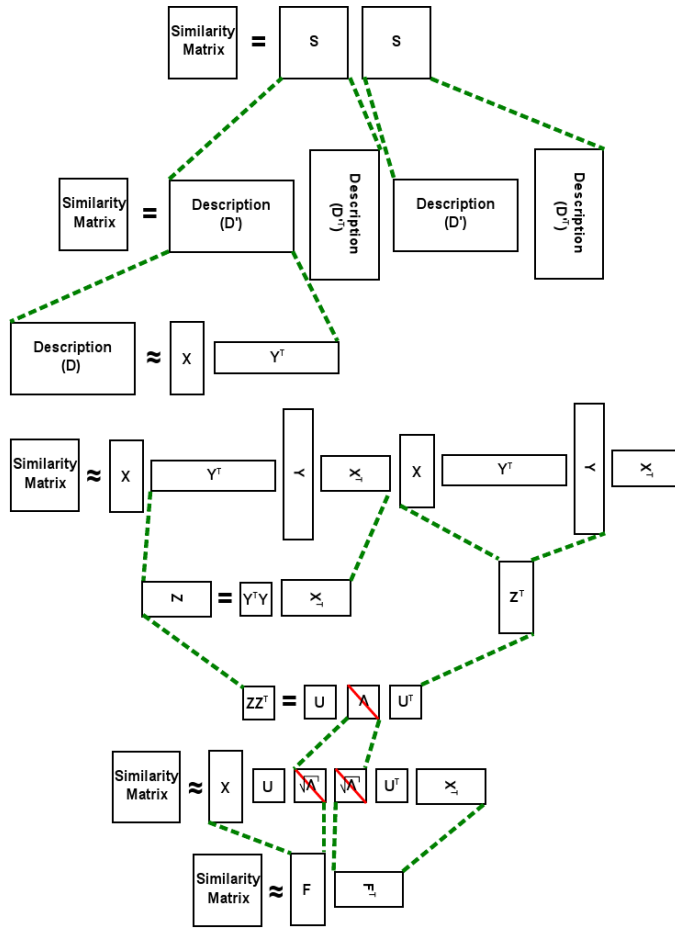 Similarity
Matrix
=
S
S
Similarity
Matrix
=
Description
(D')
Description
(D'ᵀ)
Description
(D')
Description
(D'ᵀ)
Description
(D)
≈
X
Yᵀ
Similarity
Matrix
≈
X
Yᵀ
Y
Xᵀ
X
Yᵀ
Y
Xᵀ
Z
=
YᵀY
Xᵀ
Zᵀ
ZZᵀ
=
U
Λ
Uᵀ
Similarity
Matrix
≈
X
U
√Λ
√Λ
Uᵀ
Xᵀ
Similarity
Matrix
≈
F
Fᵀ